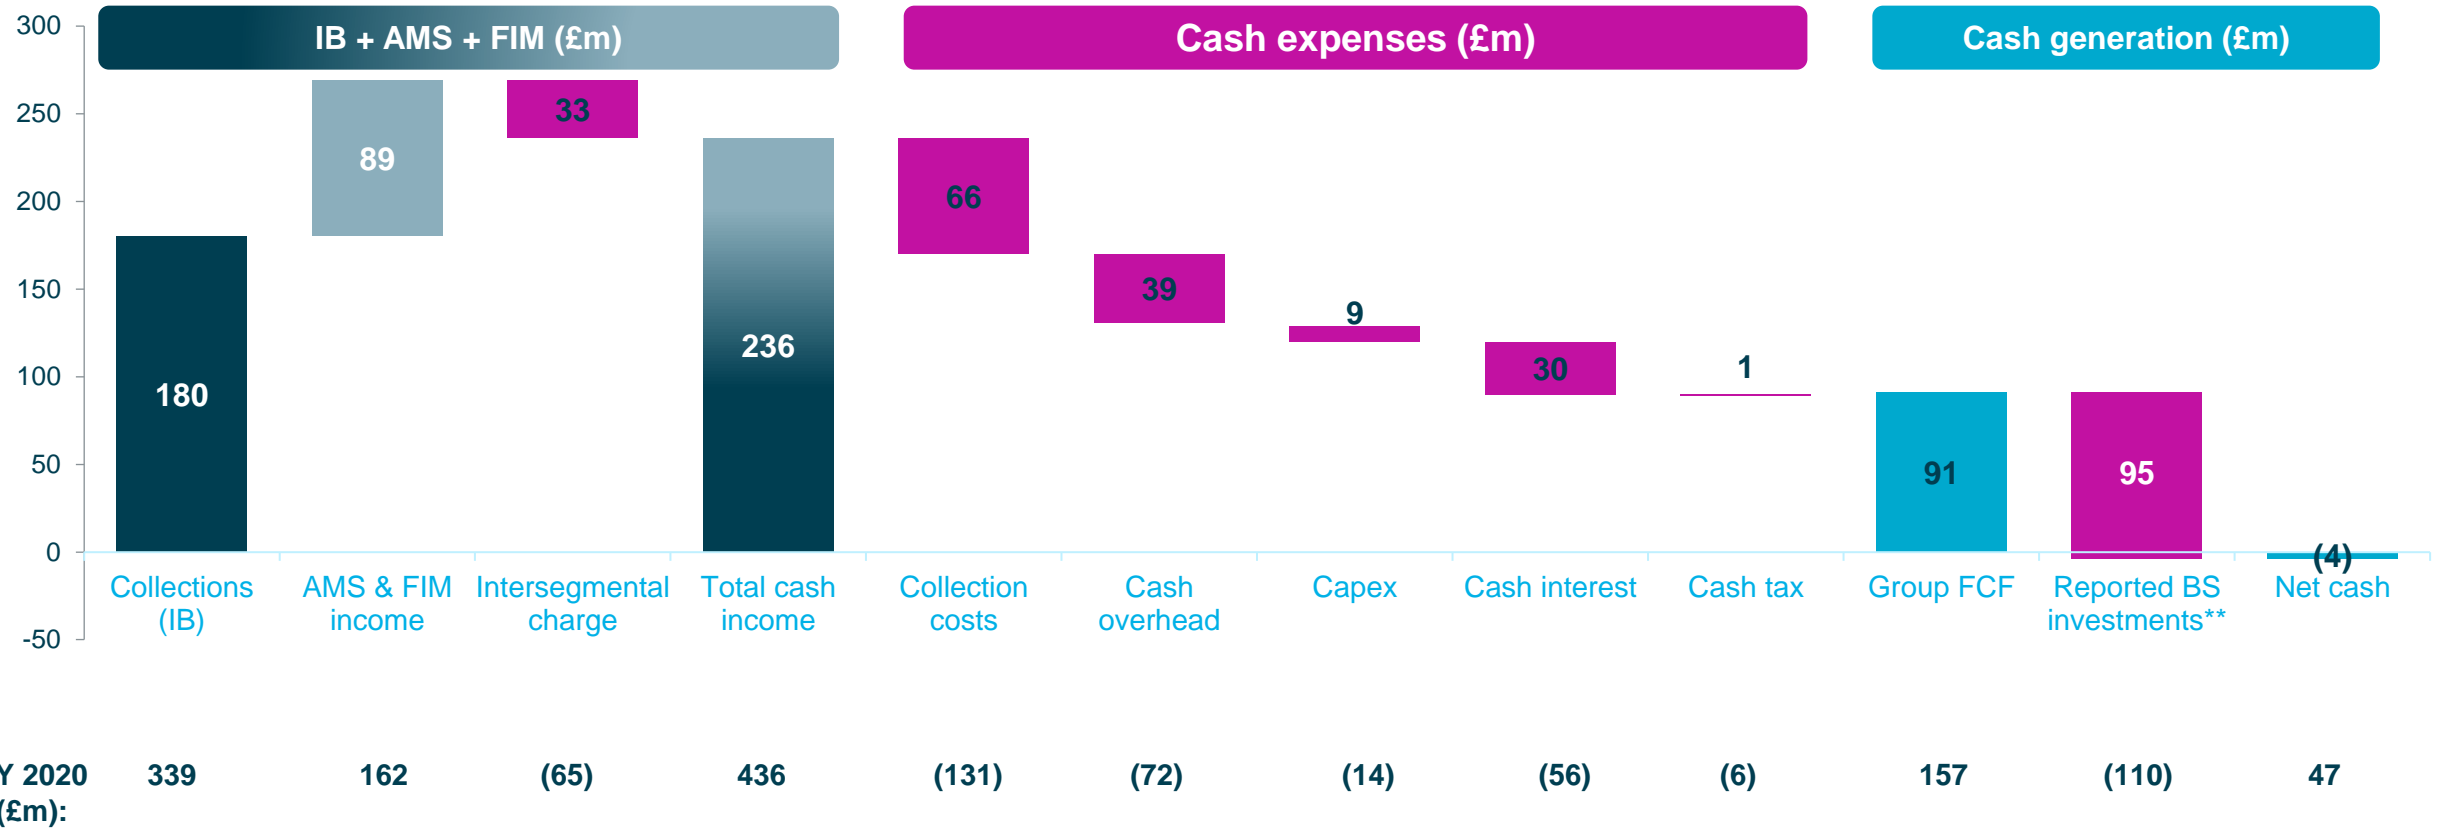 IB + AMS + FIM (£m)
Cash expenses (£m)
Cash generation (£m)
300
250
200
150
100
50
0
-50
180
89
33
236
66
39
9
30
1
91
95
(4)
Collections
(IB)
AMS & FIM
income
Intersegmental
charge
Total cash
income
Collection
costs
Cash
overhead
Capex
Cash interest
Cash tax
Group FCF
Reported BS
investments**
Net cash
Y 2020
(£m):
339
162
(65)
436
(131)
(72)
(14)
(56)
(6)
157
(110)
47